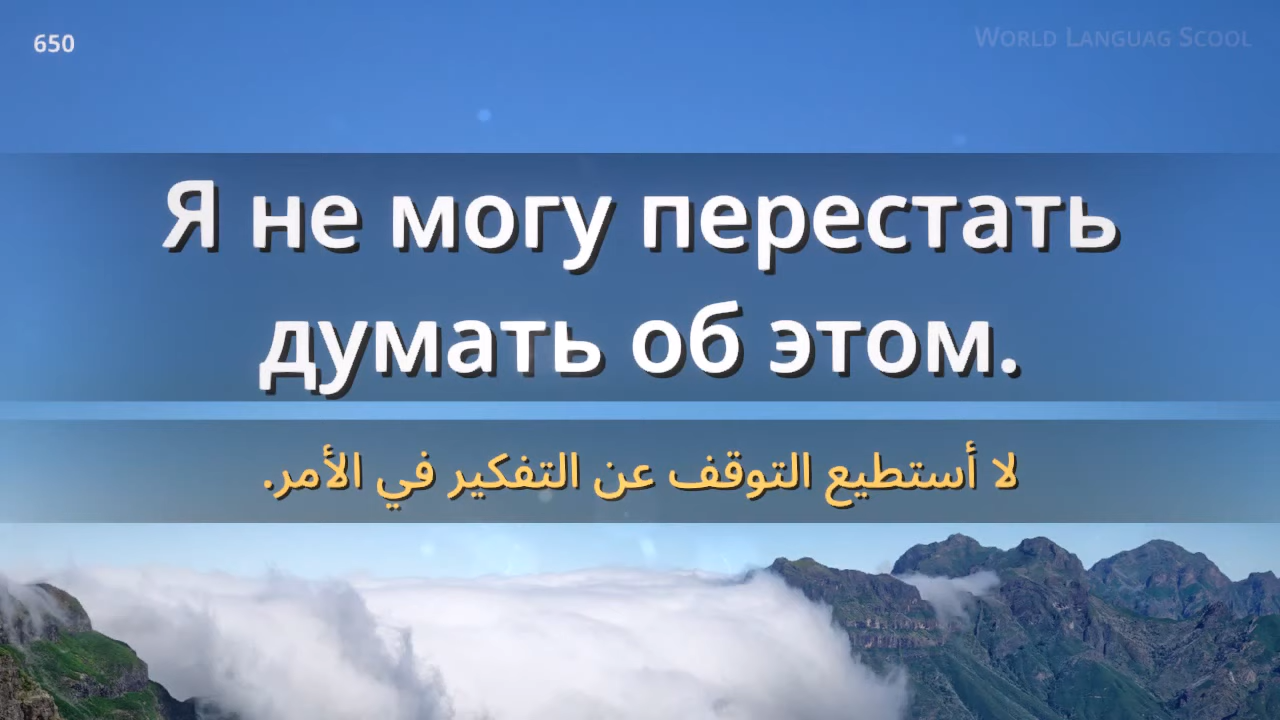 650
World Languag Scool
Я не могу перестать
думать об этом.
لا أستطيع التوقف عن التفكير في الأمر.